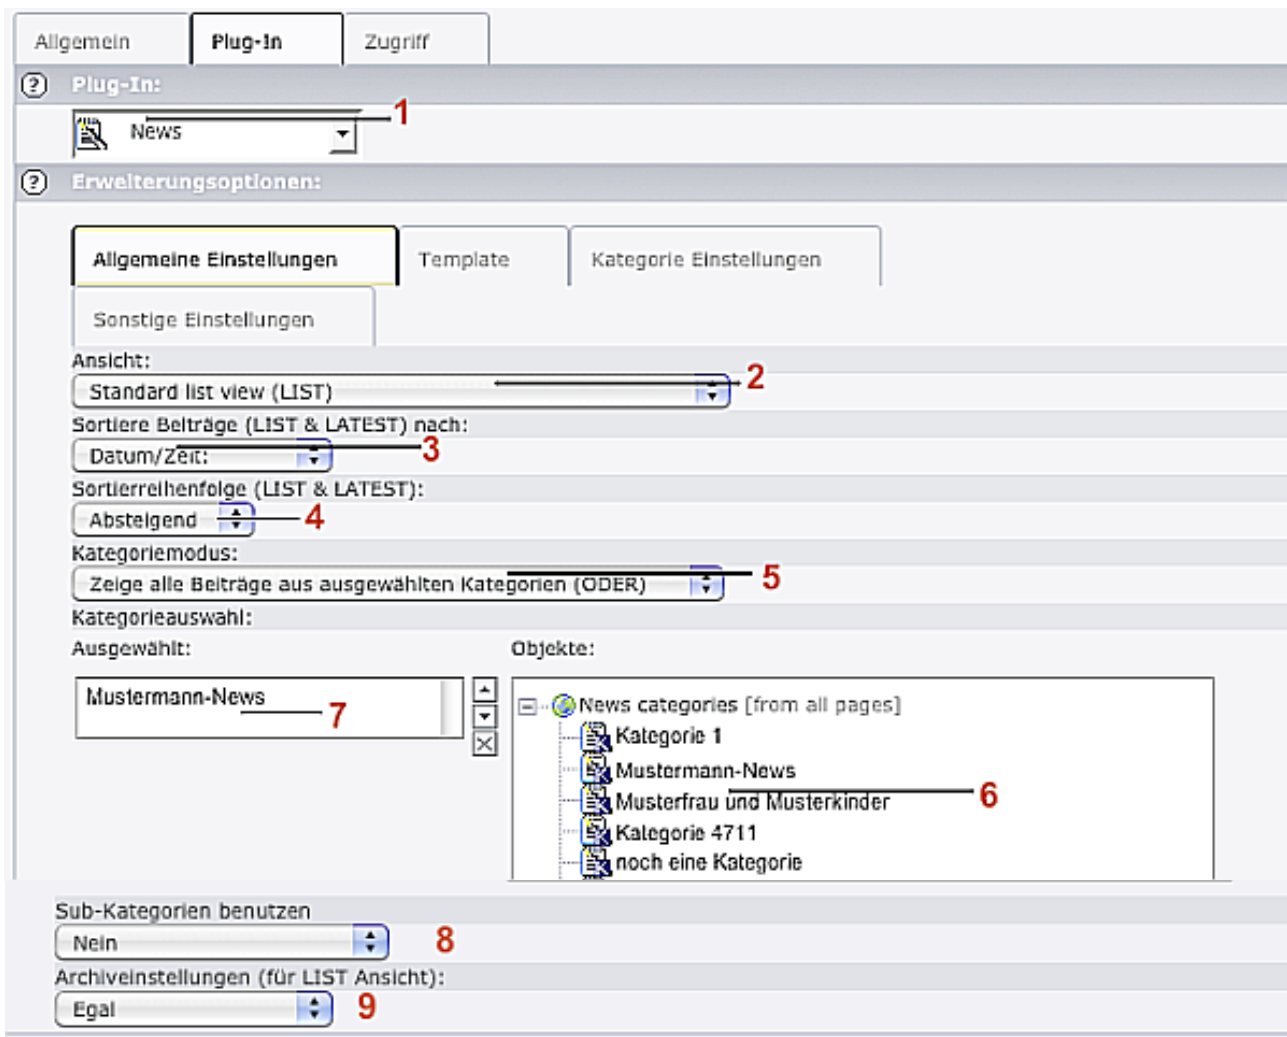 Allgemein Plug-In Zugriff
? Plug-In:
News 1
? Erweiterungsoptionen:
Allgemeine Einstellungen Template Kategorie Einstellungen
Sonstige Einstellungen
Ansicht:
Standard list view (LIST) 2
Sortiere Beiträge (LIST & LATEST) nach:
Datum/Zeit: 3
Sortierreihenfolge (LIST & LATEST):
Absteigend 4
Kategoriemodus:
Zeige alle Beiträge aus ausgewählten Kategorien (ODER) 5
Kategorieauswahl:
Ausgewählt: Objekte:
Mustermann-News 7
News categories [from all pages]
Kategorie 1
Mustermann-News
Musterfrau und Musterkinder 6
Kategorie 4711
noch eine Kategorie
Sub-Kategorien benutzen
Nein 8
Archiveinstellungen (für LIST Ansicht):
Egal 9